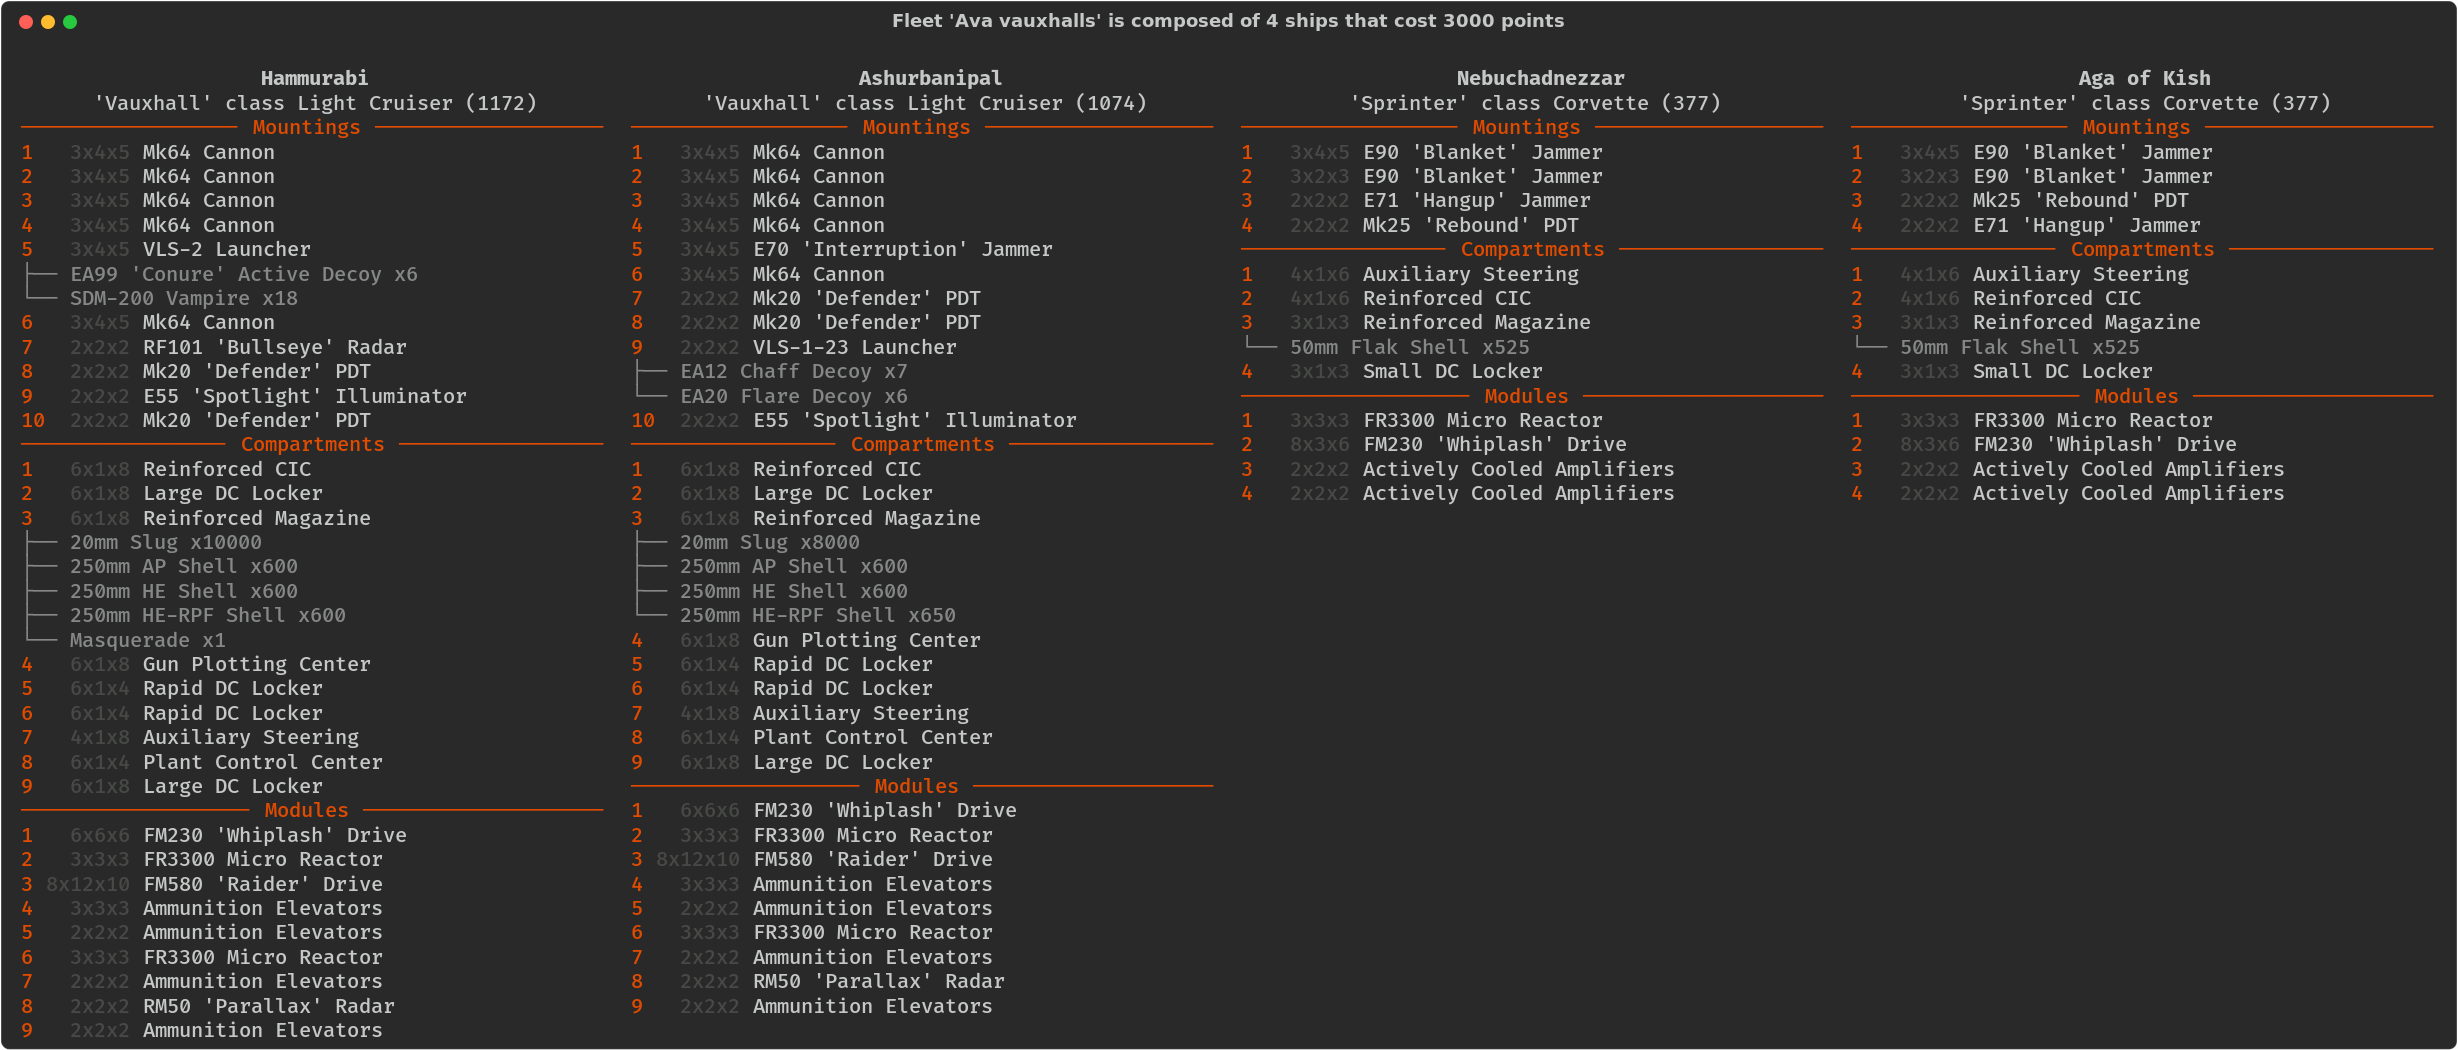 Fleet 'Ava vauxhalls' is composed of 4 ships that cost 3000 points
Hammurabi
'Vauxhall' class Light Cruiser (1172)
Mountings
1 3x4x5 Mk64 Cannon
2 3x4x5 Mk64 Cannon
3 3x4x5 Mk64 Cannon
4 3x4x5 Mk64 Cannon
5 3x4x5 VLS-2 Launcher
EA99 'Conure' Active Decoy x6
SDM-200 Vampire x18
6 3x4x5 Mk64 Cannon
7 2x2x2 RF101 'Bullseye' Radar
8 2x2x2 Mk20 'Defender' PDT
9 2x2x2 E55 'Spotlight' Illuminator
10 2x2x2 Mk20 'Defender' PDT
Compartments
1 6x1x8 Reinforced CIC
2 6x1x8 Large DC Locker
3 6x1x8 Reinforced Magazine
20mm Slug x10000
250mm AP Shell x600
250mm HE Shell x600
250mm HE-RPF Shell x600
Masquerade x1
4 6x1x8 Gun Plotting Center
5 6x1x4 Rapid DC Locker
6 6x1x4 Rapid DC Locker
7 4x1x8 Auxiliary Steering
8 6x1x4 Plant Control Center
9 6x1x8 Large DC Locker
Modules
1 6x6x6 FM230 'Whiplash' Drive
2 3x3x3 FR3300 Micro Reactor
3 8x12x10 FM580 'Raider' Drive
4 3x3x3 Ammunition Elevators
5 2x2x2 Ammunition Elevators
6 3x3x3 FR3300 Micro Reactor
7 2x2x2 Ammunition Elevators
8 2x2x2 RM50 'Parallax' Radar
9 2x2x2 Ammunition Elevators
Ashurbanipal
'Vauxhall' class Light Cruiser (1074)
Mountings
1 3x4x5 Mk64 Cannon
2 3x4x5 Mk64 Cannon
3 3x4x5 Mk64 Cannon
4 3x4x5 Mk64 Cannon
5 3x4x5 E70 'Interruption' Jammer
6 3x4x5 Mk64 Cannon
7 2x2x2 Mk20 'Defender' PDT
8 2x2x2 Mk20 'Defender' PDT
9 2x2x2 VLS-1-23 Launcher
EA12 Chaff Decoy x7
EA20 Flare Decoy x6
10 2x2x2 E55 'Spotlight' Illuminator
Compartments
1 6x1x8 Reinforced CIC
2 6x1x8 Large DC Locker
3 6x1x8 Reinforced Magazine
20mm Slug x8000
250mm AP Shell x600
250mm HE Shell x600
250mm HE-RPF Shell x650
4 6x1x8 Gun Plotting Center
5 6x1x4 Rapid DC Locker
6 6x1x4 Rapid DC Locker
7 4x1x8 Auxiliary Steering
8 6x1x4 Plant Control Center
9 6x1x8 Large DC Locker
Modules
1 6x6x6 FM230 'Whiplash' Drive
2 3x3x3 FR3300 Micro Reactor
3 8x12x10 FM580 'Raider' Drive
4 3x3x3 Ammunition Elevators
5 2x2x2 Ammunition Elevators
6 3x3x3 FR3300 Micro Reactor
7 2x2x2 Ammunition Elevators
8 2x2x2 RM50 'Parallax' Radar
9 2x2x2 Ammunition Elevators
Nebuchadnezzar
'Sprinter' class Corvette (377)
Mountings
1 3x4x5 E90 'Blanket' Jammer
2 3x2x3 E90 'Blanket' Jammer
3 2x2x2 E71 'Hangup' Jammer
4 2x2x2 Mk25 'Rebound' PDT
Compartments
1 4x1x6 Auxiliary Steering
2 4x1x6 Reinforced CIC
3 3x1x3 Reinforced Magazine
50mm Flak Shell x525
4 3x1x3 Small DC Locker
Modules
1 3x3x3 FR3300 Micro Reactor
2 8x3x6 FM230 'Whiplash' Drive
3 2x2x2 Actively Cooled Amplifiers
4 2x2x2 Actively Cooled Amplifiers
Aga of Kish
'Sprinter' class Corvette (377)
Mountings
1 3x4x5 E90 'Blanket' Jammer
2 3x2x3 E90 'Blanket' Jammer
3 2x2x2 Mk25 'Rebound' PDT
4 2x2x2 E71 'Hangup' Jammer
Compartments
1 4x1x6 Auxiliary Steering
2 4x1x6 Reinforced CIC
3 3x1x3 Reinforced Magazine
50mm Flak Shell x525
4 3x1x3 Small DC Locker
Modules
1 3x3x3 FR3300 Micro Reactor
2 8x3x6 FM230 'Whiplash' Drive
3 2x2x2 Actively Cooled Amplifiers
4 2x2x2 Actively Cooled Amplifiers